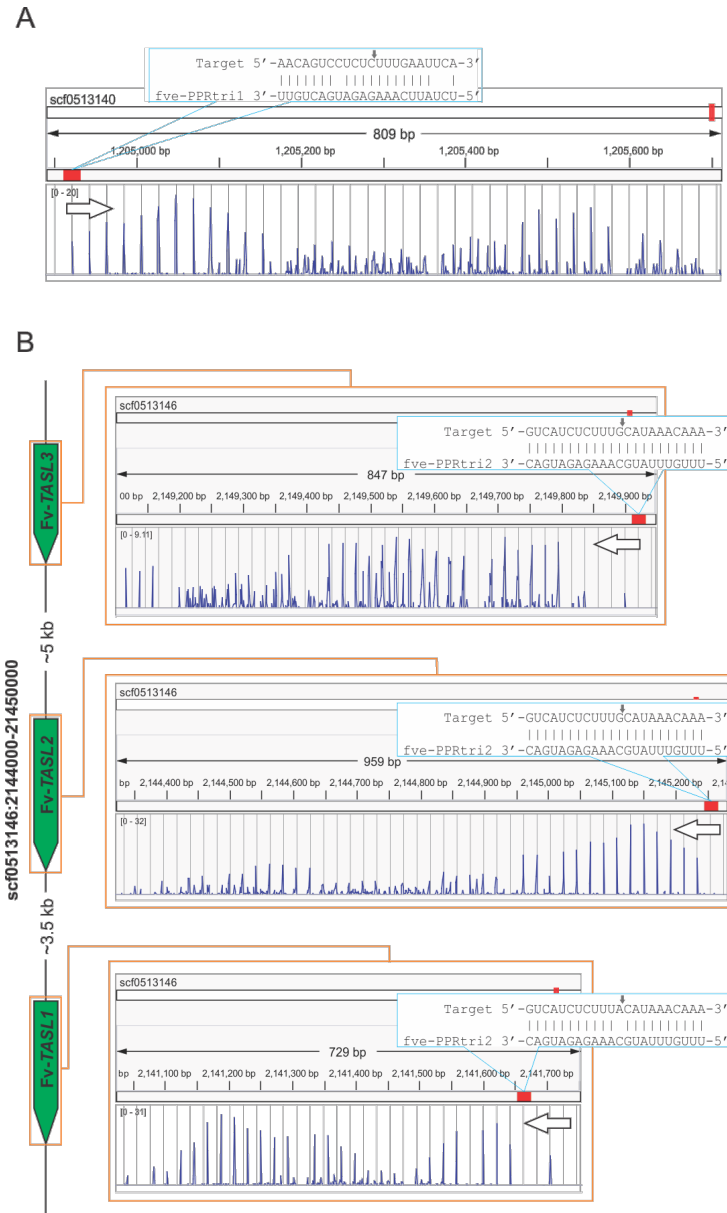 A
Target 5′-AACAGUCCUCUCUUUGAAUUCA-3′
fve-PPRtri1 3′-UUGUCAGUAGAGAAACUUAUCU-5′
scf0513140
809 bp
1,205,000 bp 1,205,200 bp 1,205,400 bp 1,205,600 bp
[0 - 20]
B
scf0513146:2144000-21450000
Fv-TASL3
~5 kb
Fv-TASL2
~3.5 kb
Fv-TASL1
scf0513146
Target 5′-GUCAUCUCUUUGCAUAAACAAA-3′
fve-PPRtri2 3′-CAGUAGAGAAACGUAUUUGUUU-5′
847 bp
00 bp 2,149,200 bp 2,149,300 bp 2,149,400 bp 2,149,500 bp 2,149,600 bp 2,149,700 bp 2,149,800 bp 2,149,900 bp
[0 - 9.11]
scf0513146
Target 5′-GUCAUCUCUUUGCAUAAACAAA-3′
fve-PPRtri2 3′-CAGUAGAGAAACGUAUUUGUUU-5′
959 bp
bp 2,144,400 bp 2,144,500 bp 2,144,600 bp 2,144,700 bp 2,144,800 bp 2,144,900 bp 2,145,000 bp 2,145,100 bp 2,145,200 bp 2,14
[0 - 32]
scf0513146
Target 5′-GUCAUCUCUUUACAUAAACAAA-3′
fve-PPRtri2 3′-CAGUAGAGAAACGUAUUUGUUU-5′
729 bp
bp 2,141,100 bp 2,141,200 bp 2,141,300 bp 2,141,400 bp 2,141,500 bp 2,141,600 bp 2,141,700 bp
[0 - 31]